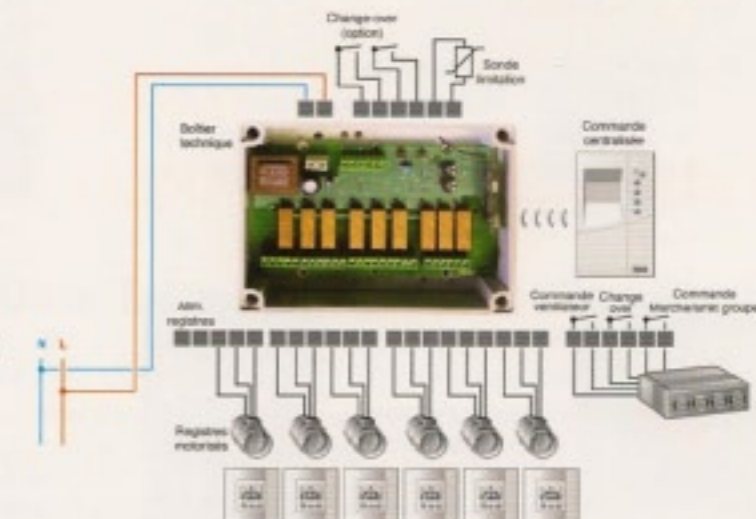 Change-over
(option)
Sonde
limitation
Boîtier
technique
Commande
centralisée
Alim.
registres
Commande
ventilateur
Change
over
Commande
Marche/arrêt groupe
N L
Registres
motorisés